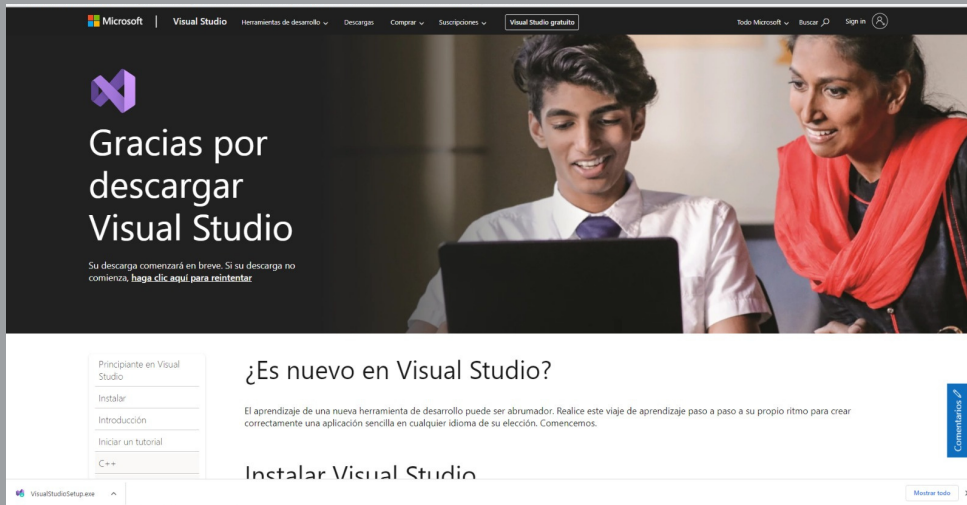 Microsoft
Visual Studio
Herramientas de desarrollo
Descargas
Comprar
Suscripciones
Visual Studio gratuito
Todo Microsoft
Buscar
Sign in
Gracias por
descargar
Visual Studio
Su descarga comenzará en breve. Si su descarga no
comienza, haga clic aquí para reintentar
Principiante en Visual
Studio
Instalar
Introducción
Iniciar un tutorial
C++
¿Es nuevo en Visual Studio?
El aprendizaje de una nueva herramienta de desarrollo puede ser abrumador. Realice este viaje de aprendizaje paso a paso a su propio ritmo para crear
correctamente una aplicación sencilla en cualquier idioma de su elección. Comencemos.
Instalar Visual Studio
Comentarios
VisualStudioSetup.exe
Mostrar todo